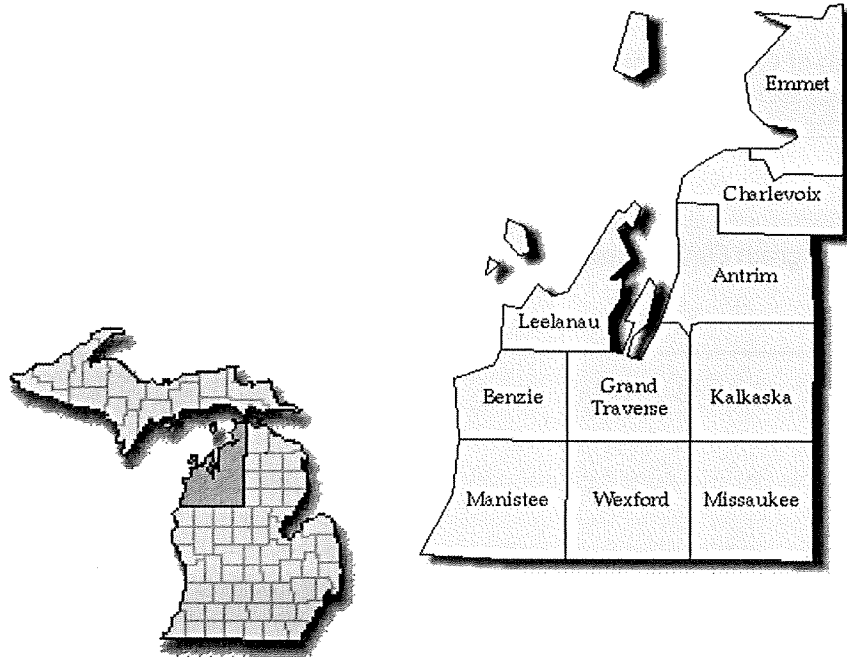 Emmet
Charlevoix
Antrim
Leelanau
Benzie
Grand
Traverse
Kalkaska
Manistee
Wexford
Missaukee